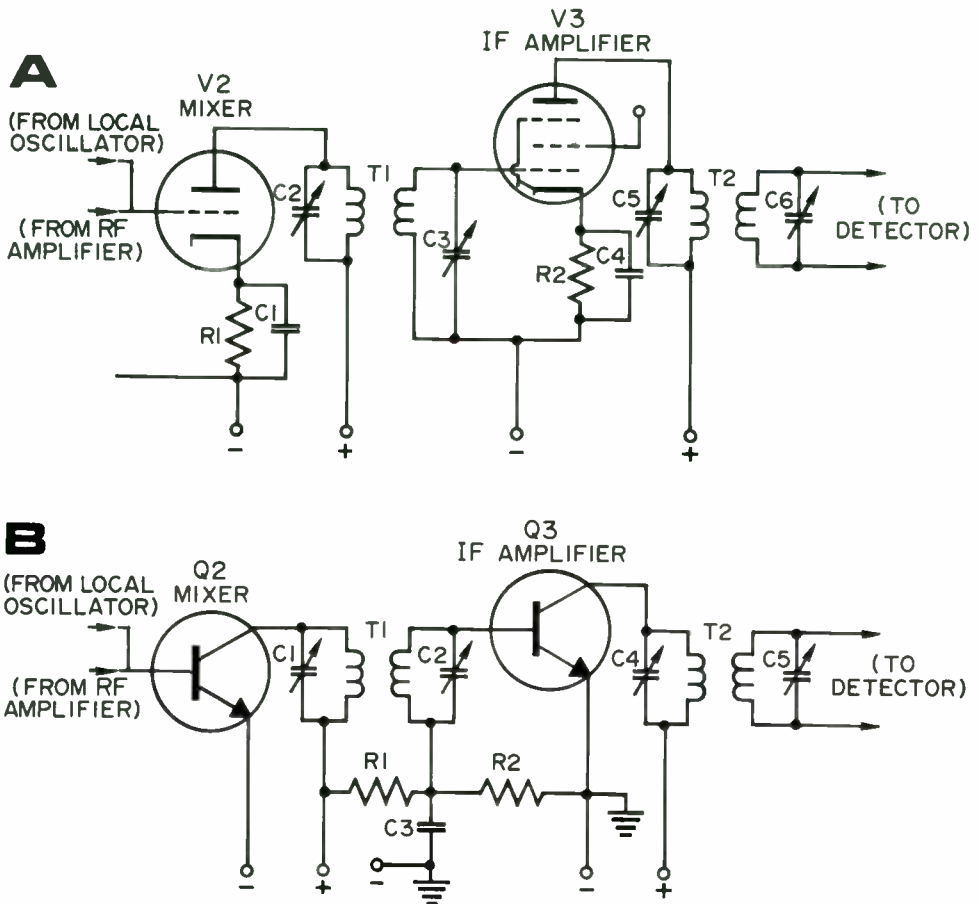 A
V2
MIXER
(FROM LOCAL
OSCILLATOR)
(FROM RF
AMPLIFIER)
C2
T1
C3
R1
C1
-
+
V3
IF AMPLIFIER
C5
T2
C6
(TO
DETECTOR)
R2
C4
-
+
B
Q2
MIXER
(FROM LOCAL
OSCILLATOR)
(FROM RF
AMPLIFIER)
C1
T1
C2
Q3
IF AMPLIFIER
C4
T2
C5
(TO
DETECTOR)
R1
R2
C3
-
-
+
-
+